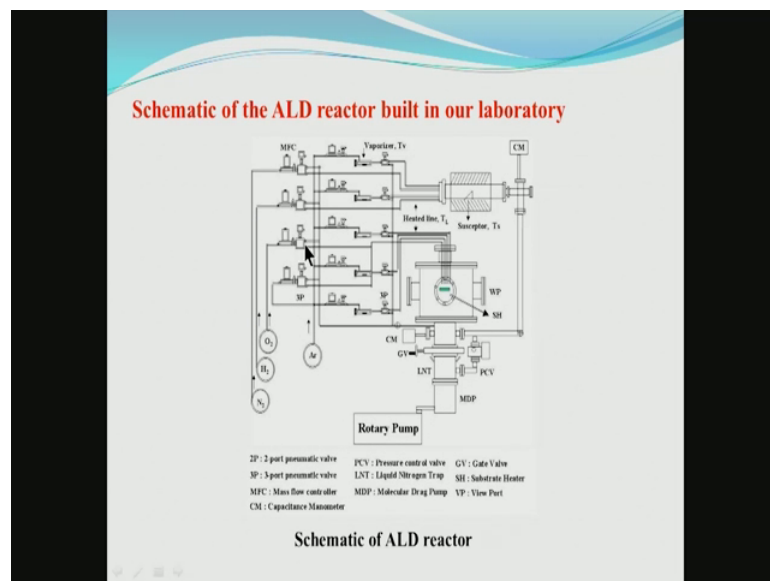 Schematic of the ALD reactor built in our laboratory
MFC
Vaporizer, Tv
CM
Heated line, TL
Susceptor, Ts
3P
3P
WP
SH
O2
H2
N2
Ar
CM
GV
LNT
PCV
MDP
Rotary Pump
2P : 2-port pneumatic valve
3P : 3-port pneumatic valve
MFC : Mass flow controller
CM : Capacitance Manometer
PCV : Pressure control valve
LNT : Liquid Nitrogen Trap
MDP : Molecular Drag Pump
GV : Gate Valve
SH : Substrate Heater
VP : View Port
Schematic of ALD reactor